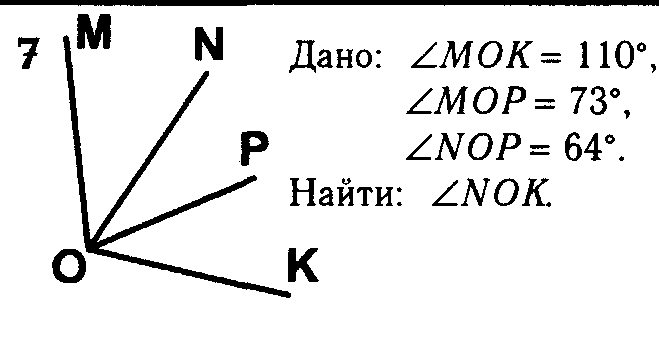 7
M
N
P
O
K
Дано: ∠MOK = 110°,
∠MOP = 73°,
∠NOP = 64°.
Найти: ∠NOK.